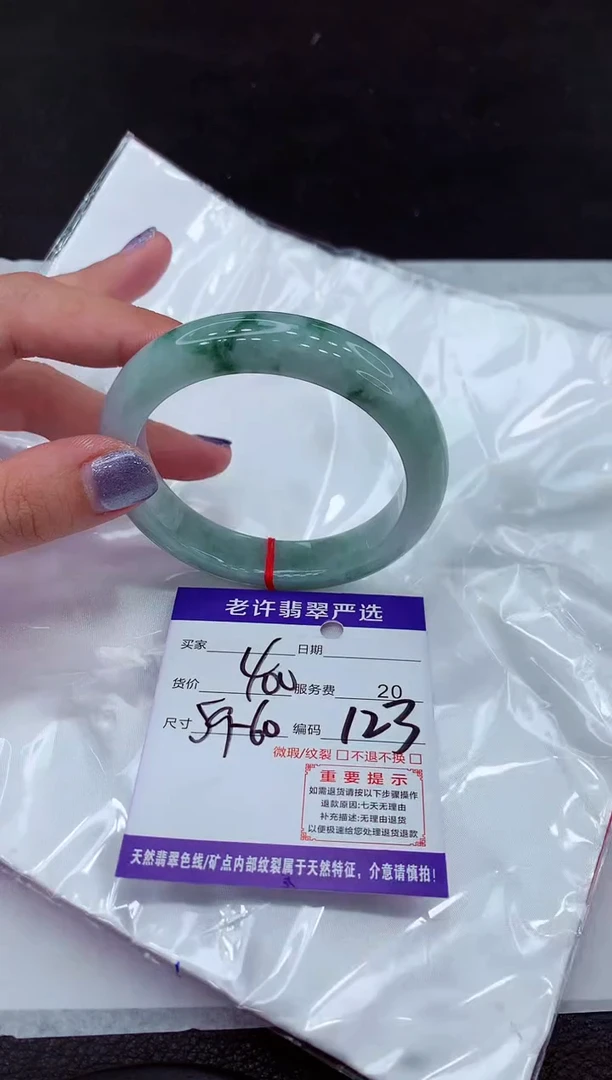 老许翡翠严选
买家 日期
货价 400 服务费 20
尺寸 59-60 编码 123
微瑕/纹裂 □不退不换 □
重要提示
如需退货请按以下步骤操作
退款原因:七天无理由
补充描述:无理由退货
以便极速给您处理退货退款
天然翡翠色线/矿点内部纹裂属于天然特征，介意请慎拍!